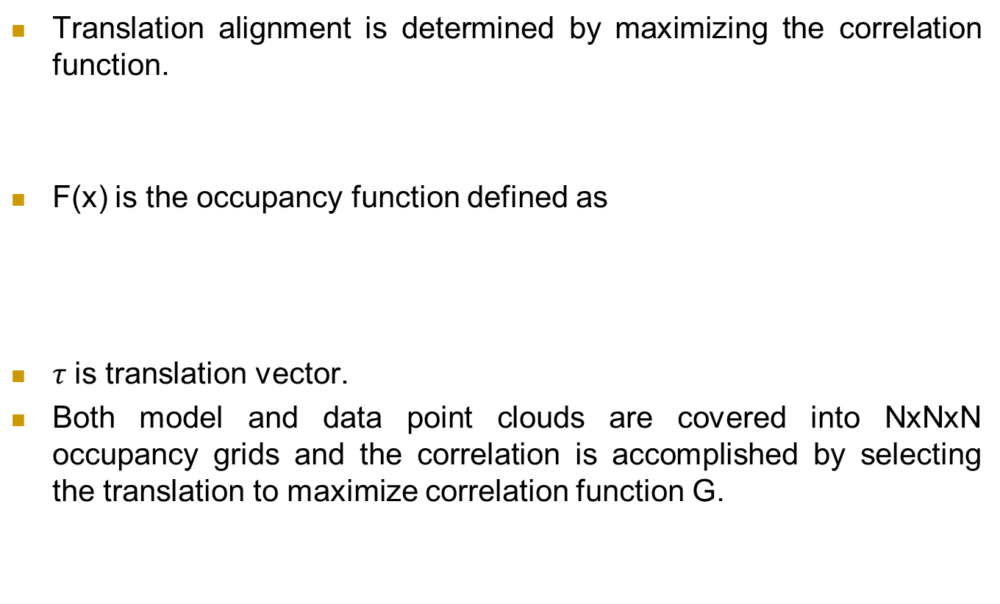 ▪ Translation alignment is determined by maximizing the correlation
function.
▪ F(x) is the occupancy function defined as
▪ τ is translation vector.
▪ Both model and data point clouds are covered into NxNxN
occupancy grids and the correlation is accomplished by selecting
the translation to maximize correlation function G.